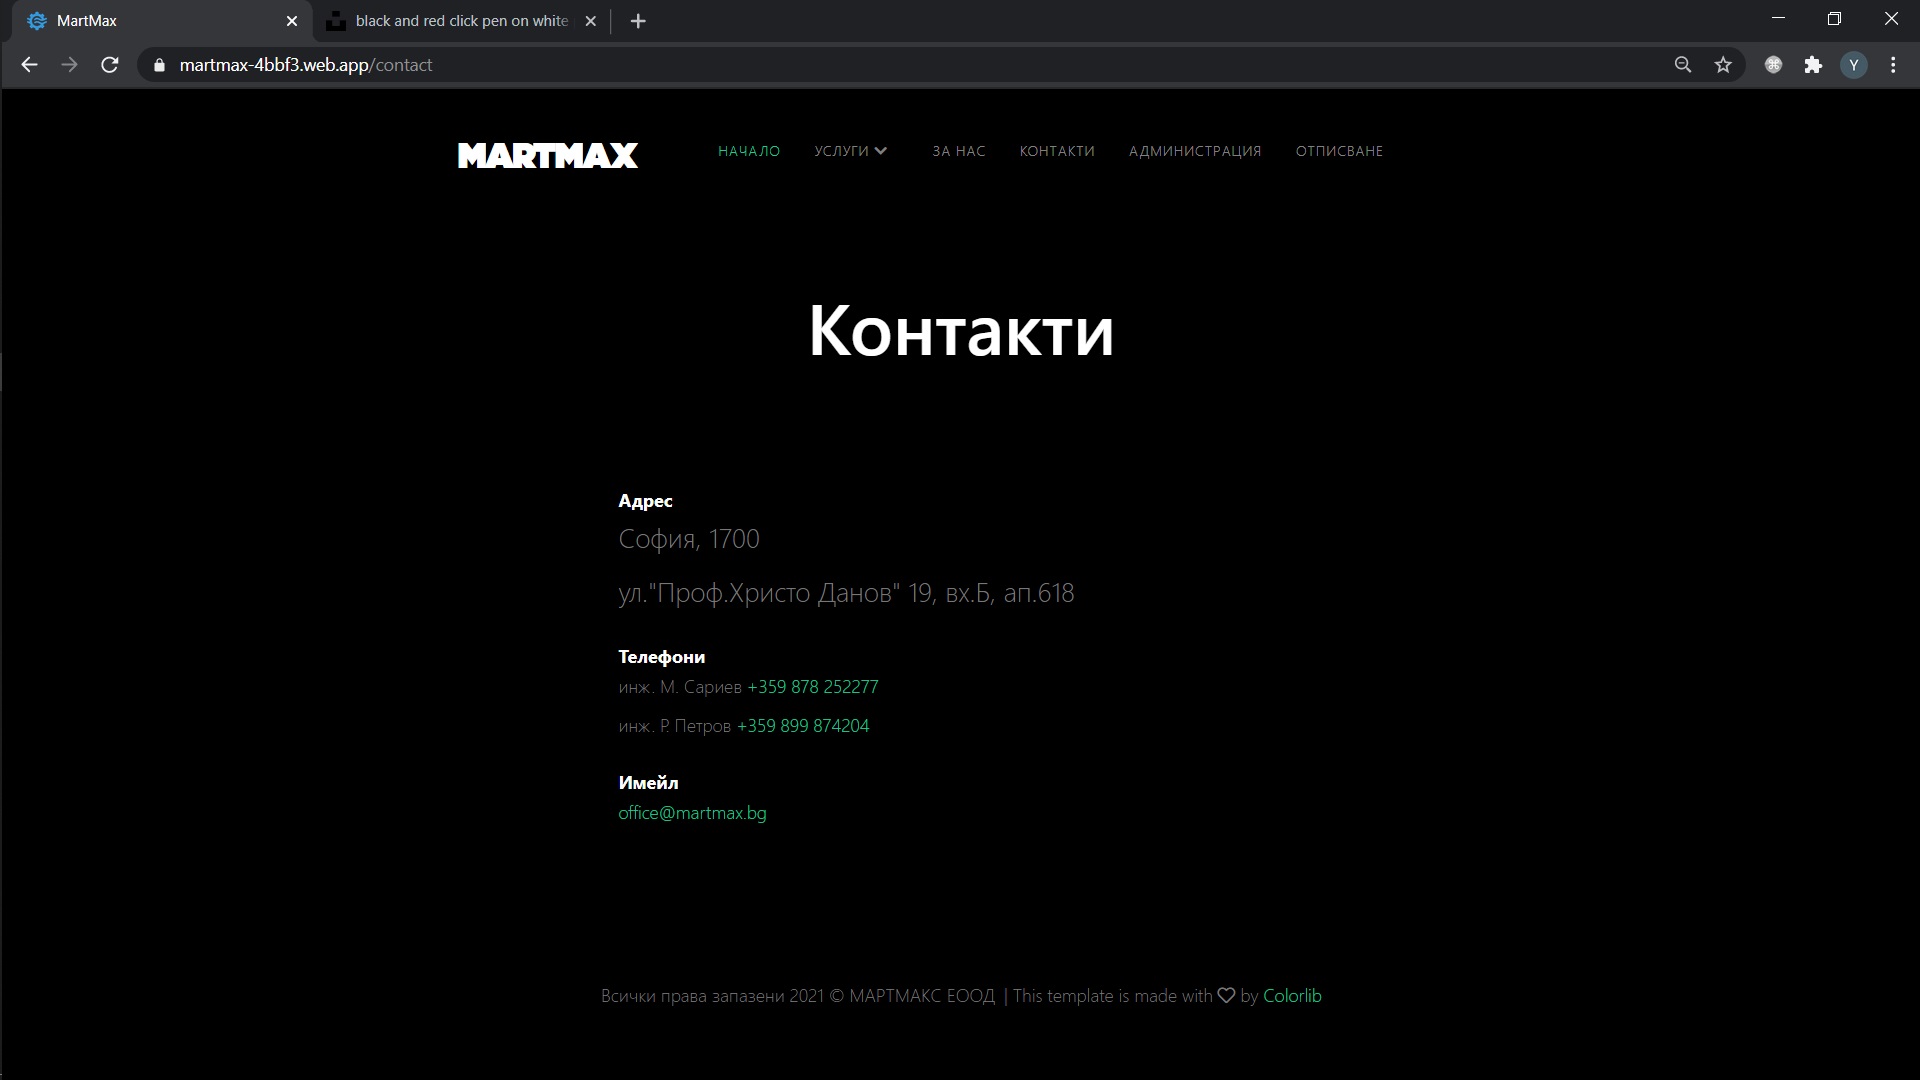 MartMax
black and red click pen on white
martmax-4bbf3.web.app/contact
Y
MARTMAX
НАЧАЛО
УСЛУГИ
ЗА НАС
КОНТАКТИ
АДМИНИСТРАЦИЯ
ОТПИСВАНЕ
Контакти
Адрес
София, 1700
ул."Проф.Христо Данов" 19, вх.Б, ап.618
Телефони
инж. М. Сариев +359 878 252277
инж. Р. Петров +359 899 874204
Имейл
office@martmax.bg
Всички права запазени 2021 © МАРТМАКС ЕООД | This template is made with ♡ by Colorlib